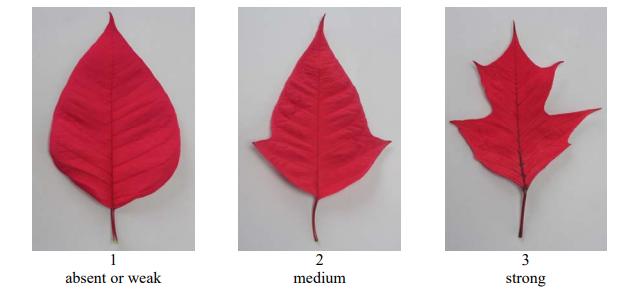 1
absent or weak
2
medium
3
strong